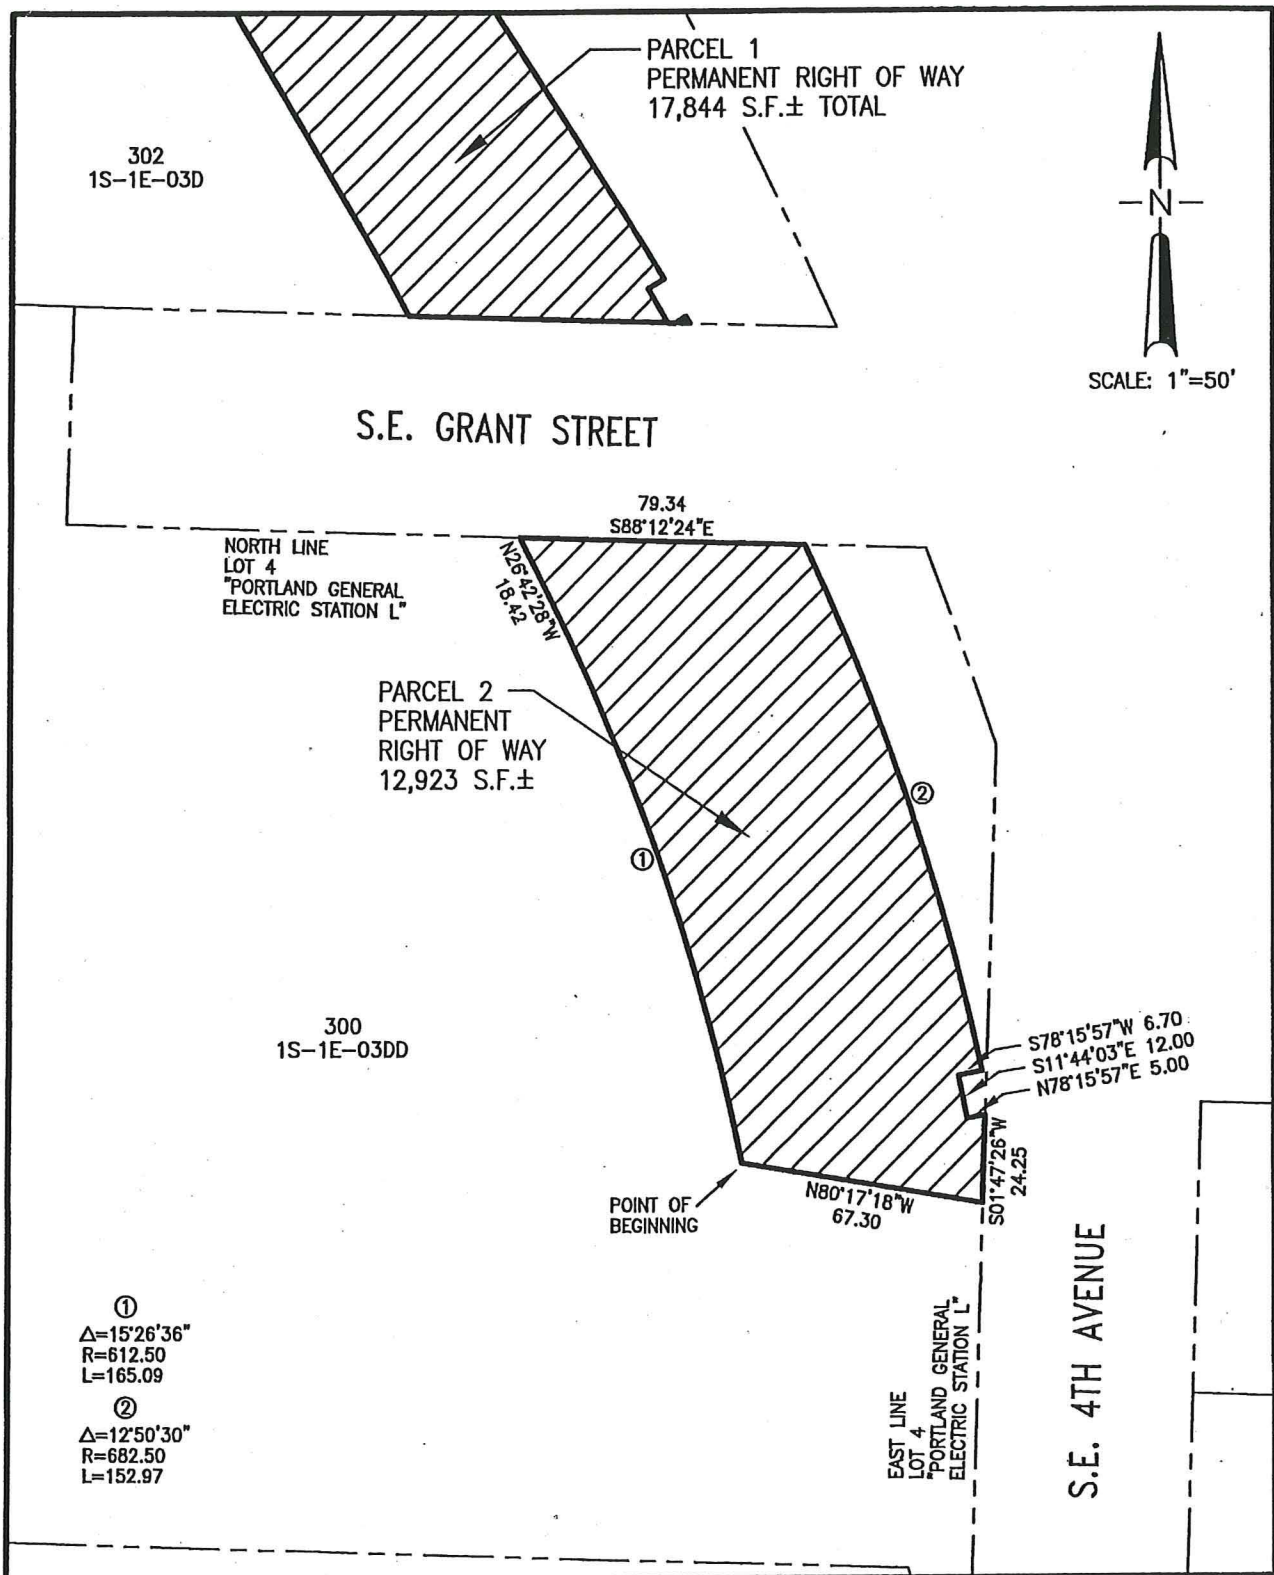 PARCEL 1
PERMANENT RIGHT OF WAY
17,844 S.F.± TOTAL
302
1S-1E-03D
N
SCALE: 1"=50'
S.E. GRANT STREET
79.34
S88°12'24"E
NORTH LINE
LOT 4
"PORTLAND GENERAL
ELECTRIC STATION L"
N26°42'28"W
18.42
PARCEL 2
PERMANENT
RIGHT OF WAY
12,923 S.F.±
②
①
300
1S-1E-03DD
S78°15'57"W 6.70
S11°44'03"E 12.00
N78°15'57"E 5.00
S01°47'26"W
24.25
N80°17'18"W
67.30
POINT OF
BEGINNING
①
Δ=15°26'36"
R=612.50
L=165.09
②
Δ=12°50'30"
R=682.50
L=152.97
EAST LINE
LOT 4
"PORTLAND GENERAL
ELECTRIC STATION L"
S.E. 4TH AVENUE